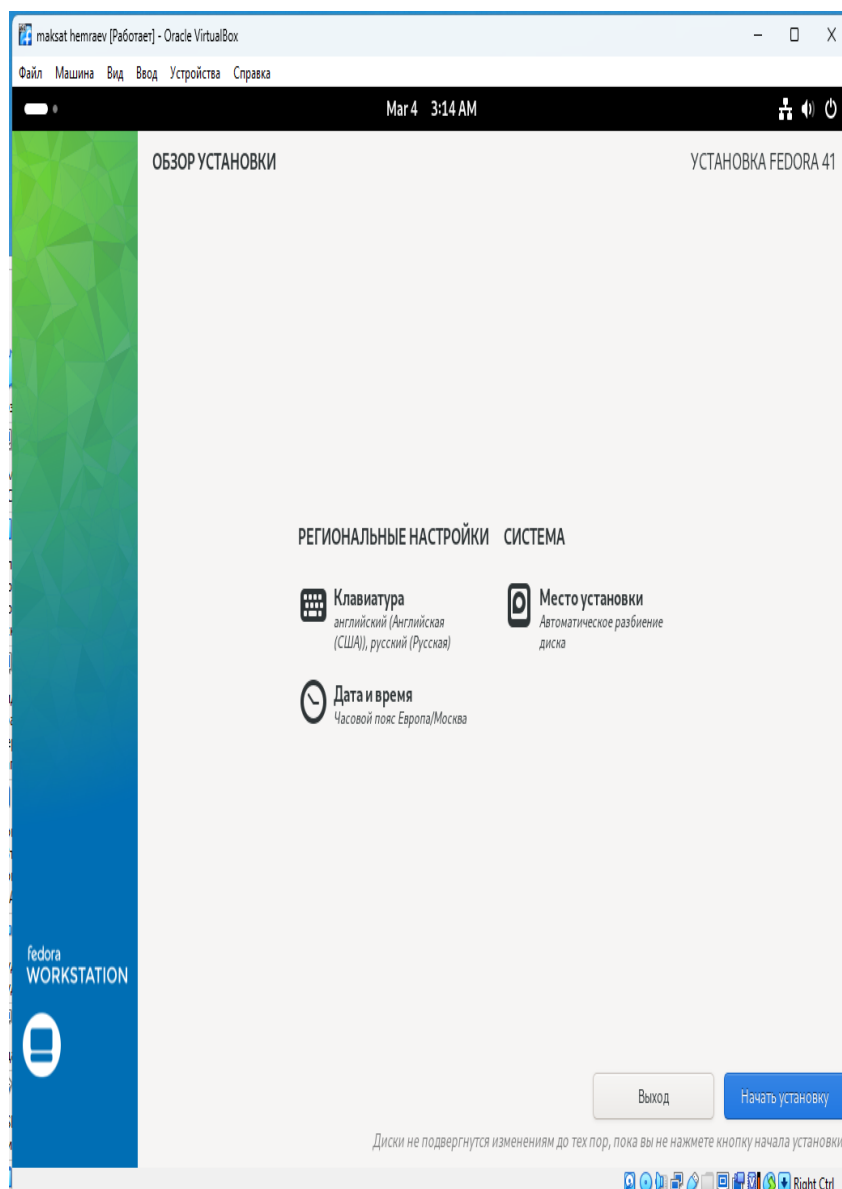 maksat hemraev [Работает] - Oracle VirtualBox
Файл Машина Вид Ввод Устройства Справка
Mar 4 3:14 AM
ОБЗОР УСТАНОВКИ
УСТАНОВКА FEDORA 41
РЕГИОНАЛЬНЫЕ НАСТРОЙКИ
Клавиатура
английский (Английская
(США)), русский (Русская)
Дата и время
Часовой пояс Европа/Москва
СИСТЕМА
Место установки
Автоматическое разбиение
диска
fedora
WORKSTATION
Выход
Начать установку
Диски не подвергнутся изменениям до тех пор, пока вы не нажмете кнопку начала установки
Right Ctrl